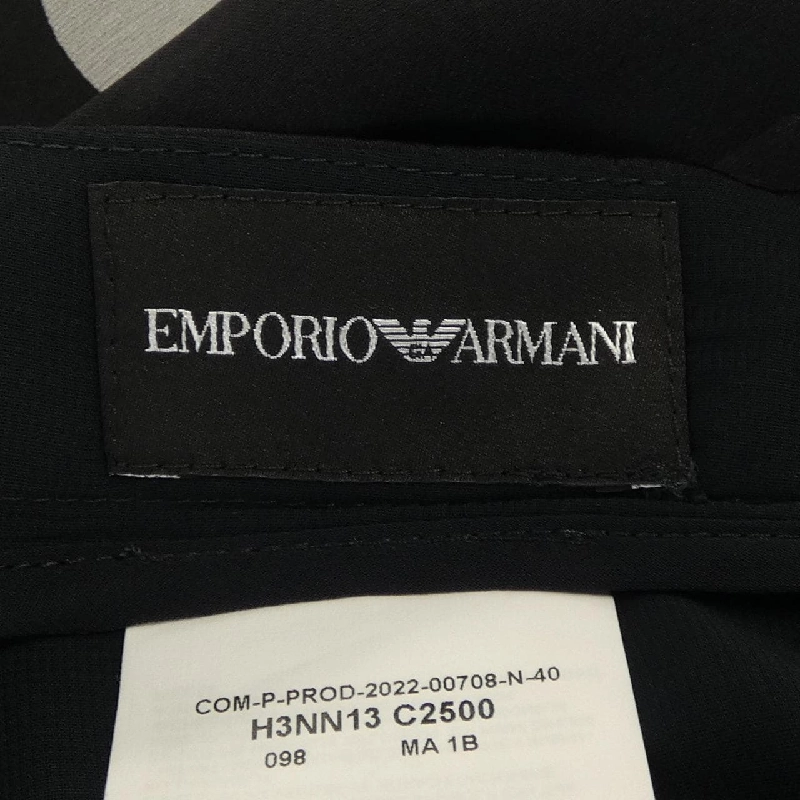 EMPORIO ARMANI
COM-P-PROD-2022-00708-N-40
H3NN13 C2500
098 MA 1B